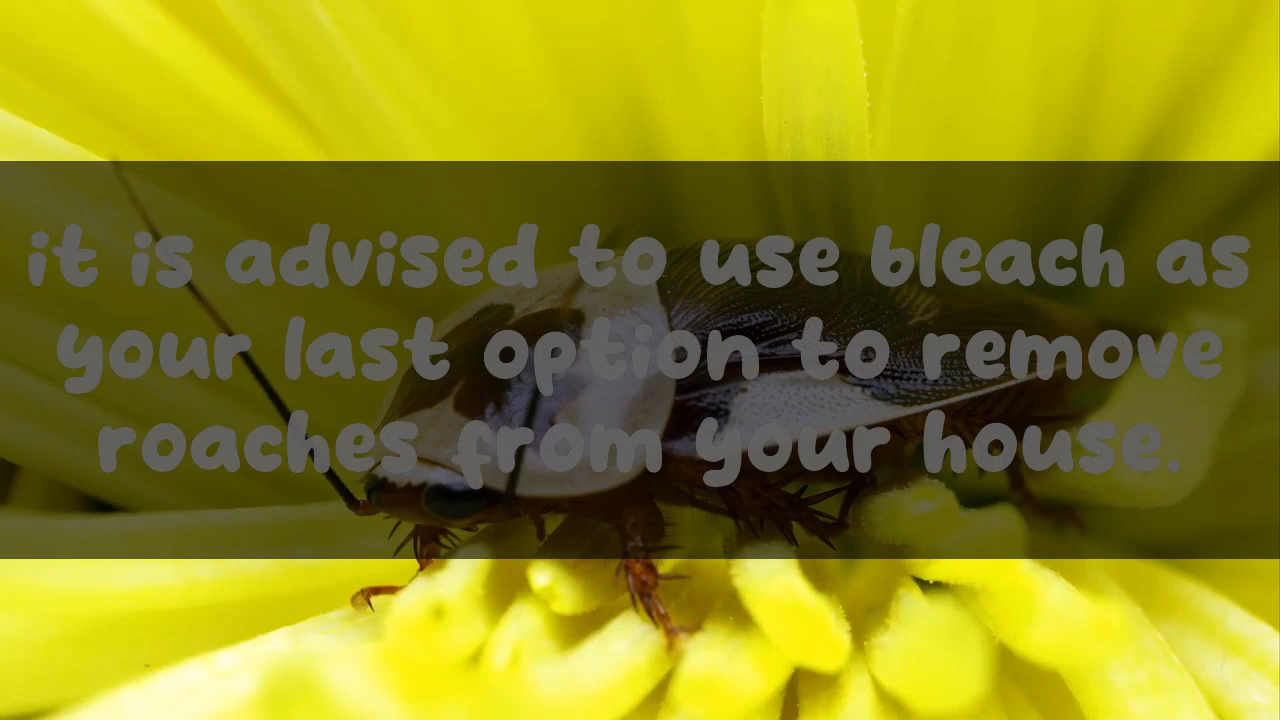 it is advised to use bleach as
your last option to remove
roaches from your house.